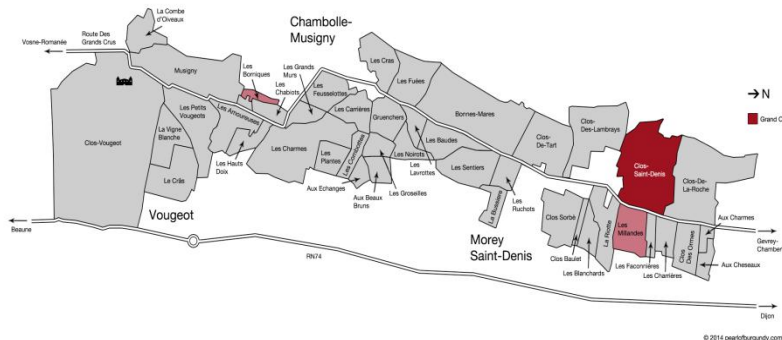 La Combe
d'Orveaux
Route Des
Grands Crus
Vosne-Romanée
Chambolle-
Musigny
Musigny
Les
Borniques
Les
Chabiots
Les Grands
Murs
Les
Feusselottes
Les Cras
Les Fuées
Les Carrières
Gruenchers
Bonnes-Mares
Clos-
De-Tart
Clos-
Des-Lambrays
Clos-
Saint-Denis
Clos-De-
La-Roche
N
Grand C
Clos-Vougeot
Les Petits
Vougeots
Les Amoureuses
La Vigne
Blanche
Le Crâs
Les Hauts
Doix
Les Charmes
Les
Plantes
Les Combottes
Aux Echanges
Aux Beaux
Bruns
Les Groseilles
Les Noirots
Les
Lavrottes
Les Baudes
Les Sentiers
La Bussière
Les
Ruchots
Clos Sorbé
Clos Baulet
Les Blanchards
La Riotte
Les
Millandes
Les Faconnières
Les Charrières
Clos
Des Ormes
Aux Charmes
Aux Cheseaux
Gevrey-
Chamber
Beaune
Vougeot
Morey
Saint-Denis
RN74
Dijon
© 2014 pearlofburgundy.com